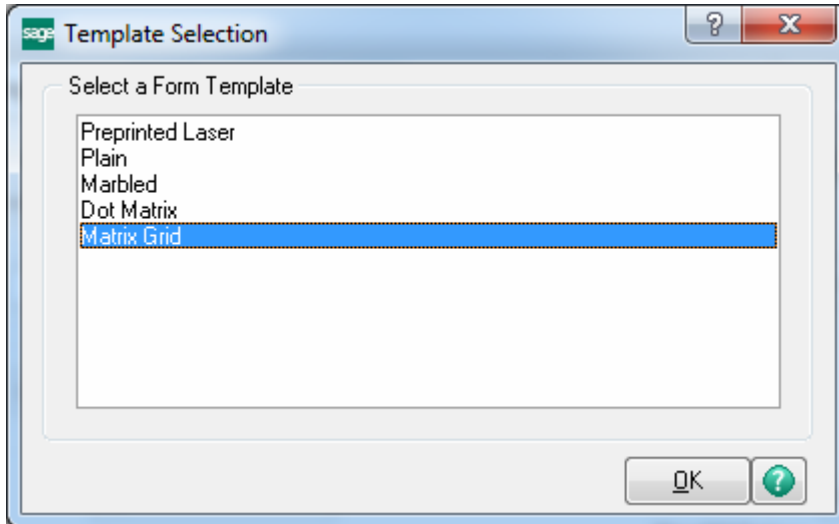 sage Template Selection
?
X
Select a Form Template
Preprinted Laser
Plain
Marbled
Dot Matrix
Matrix Grid
OK
?